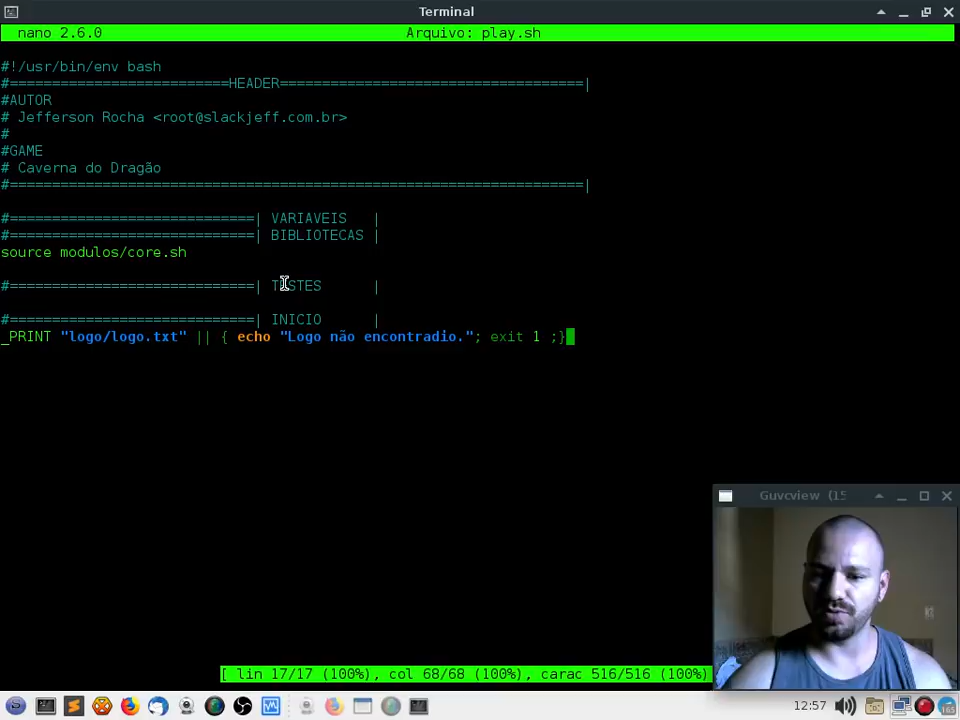 Terminal
nano 2.6.0 Arquivo: play.sh
#!/usr/bin/env bash
#==========================HEADER====================================|
#AUTOR
# Jefferson Rocha <root@slackjeff.com.br>
#
#GAME
# Caverna do Dragão
#====================================================================|
#=============================| VARIAVEIS |
#=============================| BIBLIOTECAS |
source modulos/core.sh
#=============================| TESTES |
#=============================| INICIO |
_PRINT "logo/logo.txt" || { echo "Logo não encontradio."; exit 1 ;}
Guvcview (15
[ lin 17/17 (100%), col 68/68 (100%), carac 516/516 (100%)
12:57
165